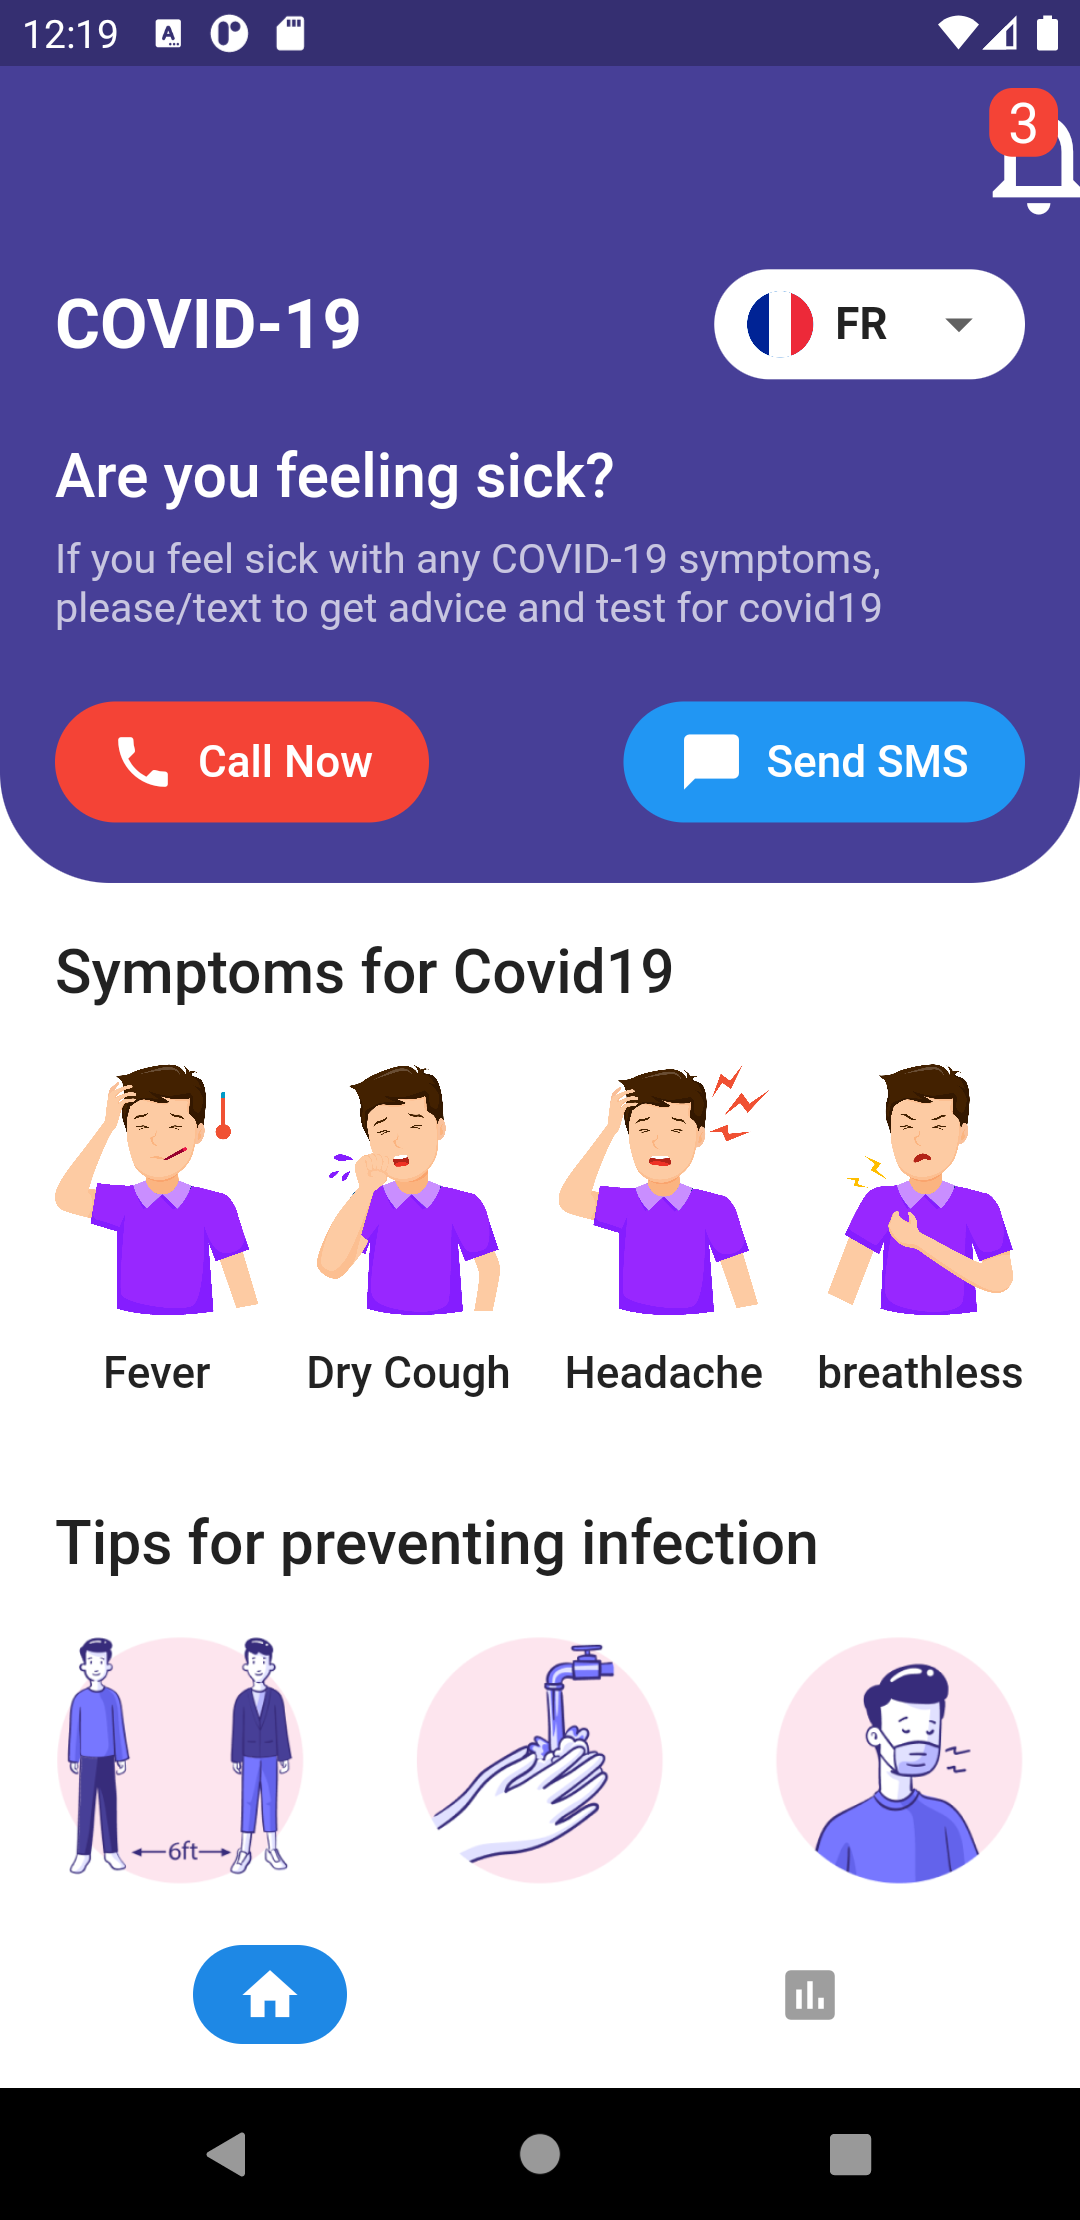 12:19
3
COVID-19
FR
Are you feeling sick?
If you feel sick with any COVID-19 symptoms,
please/text to get advice and test for covid19
Call Now
Send SMS
Symptoms for Covid19
Fever
Dry Cough
Headache
breathless
Tips for preventing infection
6ft